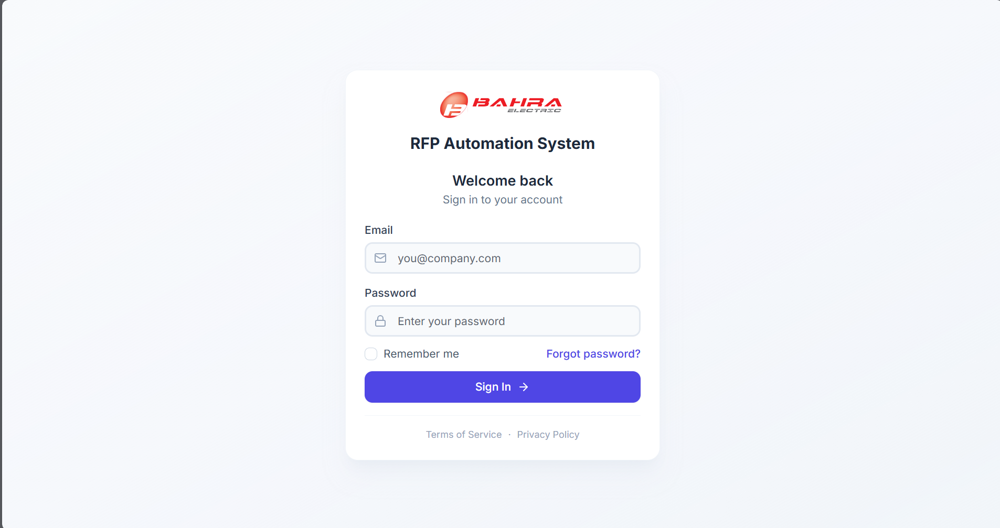 BAHRA
ELECTRIC
RFP Automation System
Welcome back
Sign in to your account
Email
you@company.com
Password
Enter your password
Remember me Forgot password?
Sign In →
Terms of Service · Privacy Policy